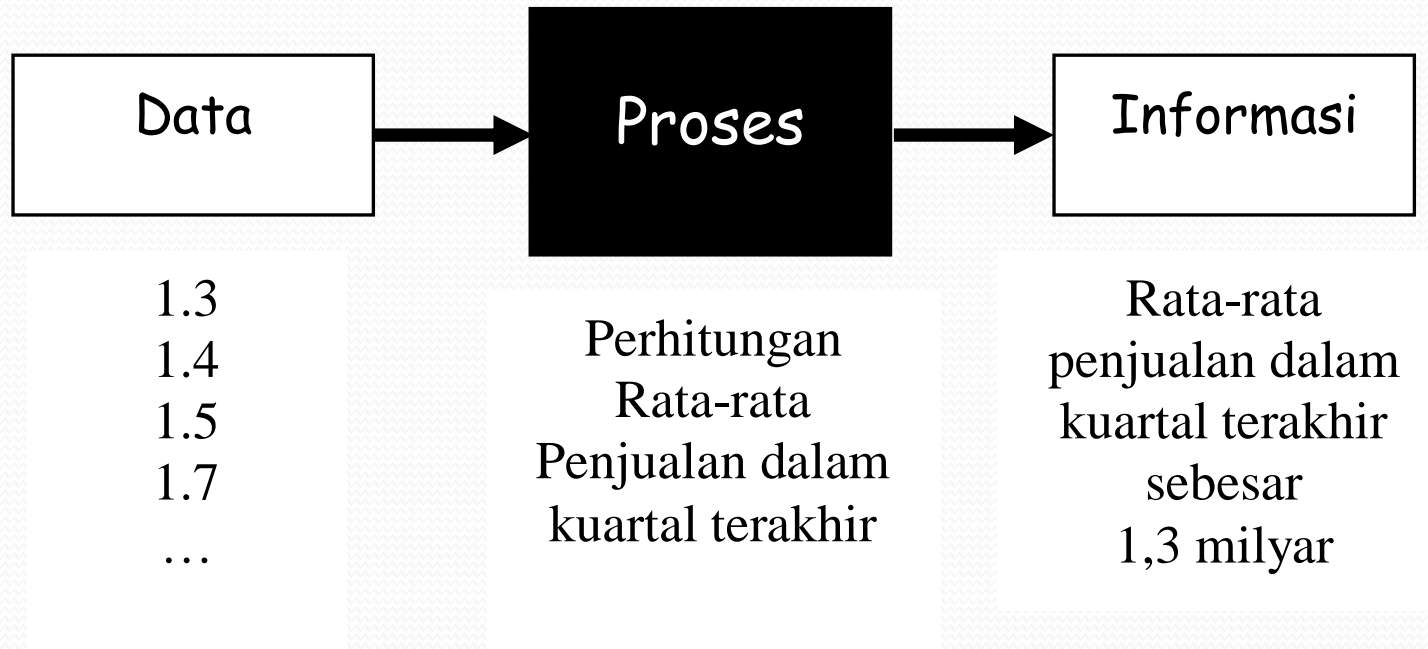 Data
Proses
Informasi
1.3
1.4
1.5
1.7
…
Perhitungan
Rata-rata
Penjualan dalam
kuartal terakhir
Rata-rata
penjualan dalam
kuartal terakhir
sebesar
1,3 milyar